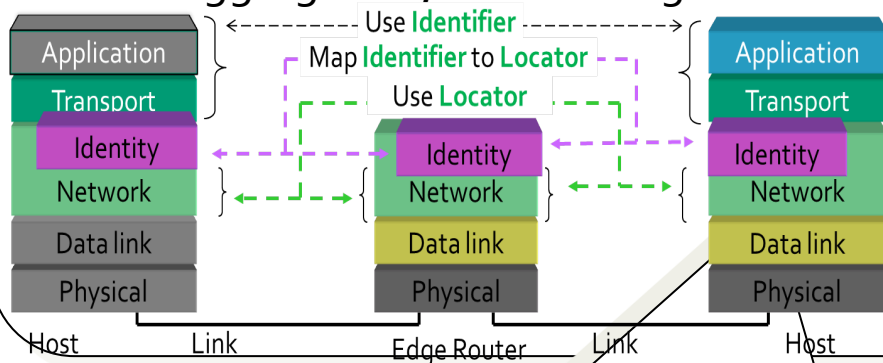 Use Identifier
Application
Application
Map Identifier to Locator
Transport
Use Locator
Transport
Identity
Identity
Identity
Network
Network
Network
Data link
Data link
Data link
Physical
Physical
Physical
Host
Link
Edge Router
Link
Host